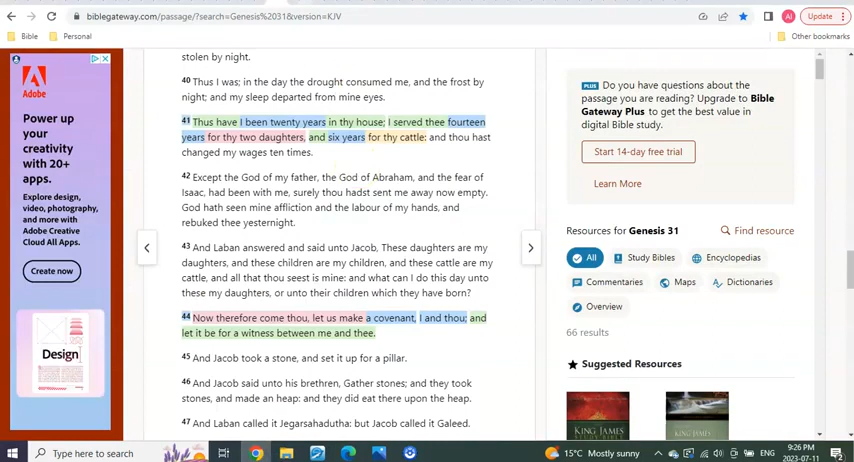 biblegateway.com/passage/?search=Genesis%2031&version=KJV
AI
Update
Bible
Personal
Other bookmarks
Adobe
Power up
your
creativity
with 20+
apps.
Explore design,
video, photography,
and more with
Adobe Creative
Cloud All Apps.
Create now
Design
stolen by night.
40 Thus I was; in the day the drought consumed me, and the frost by
night; and my sleep departed from mine eyes.
41 Thus have I been twenty years in thy house; I served thee fourteen
years for thy two daughters, and six years for thy cattle: and thou hast
changed my wages ten times.
42 Except the God of my father, the God of Abraham, and the fear of
Isaac, had been with me, surely thou hadst sent me away now empty.
God hath seen mine affliction and the labour of my hands, and
rebuked thee yesternight.
43 And Laban answered and said unto Jacob, These daughters are my
daughters, and these children are my children, and these cattle are my
cattle, and all that thou seest is mine: and what can I do this day unto
these my daughters, or unto their children which they have born?
44 Now therefore come thou, let us make a covenant, I and thou; and
let it be for a witness between me and thee.
45 And Jacob took a stone, and set it up for a pillar.
46 And Jacob said unto his brethren, Gather stones; and they took
stones, and made an heap: and they did eat there upon the heap.
47 And Laban called it Jegarsahadutha: but Jacob called it Galeed.
PLUS Do you have questions about the
passage you are reading? Upgrade to Bible
Gateway Plus to get the best value in
digital Bible study.
Start 14-day free trial
Learn More
Resources for Genesis 31
Find resource
All
Study Bibles
Encyclopedias
Commentaries
Maps
Dictionaries
Overview
66 results
Suggested Resources
KING JAMES
KING JAMES
Type here to search
15°C Mostly sunny
ENG
9:26 PM
2023-07-11
2